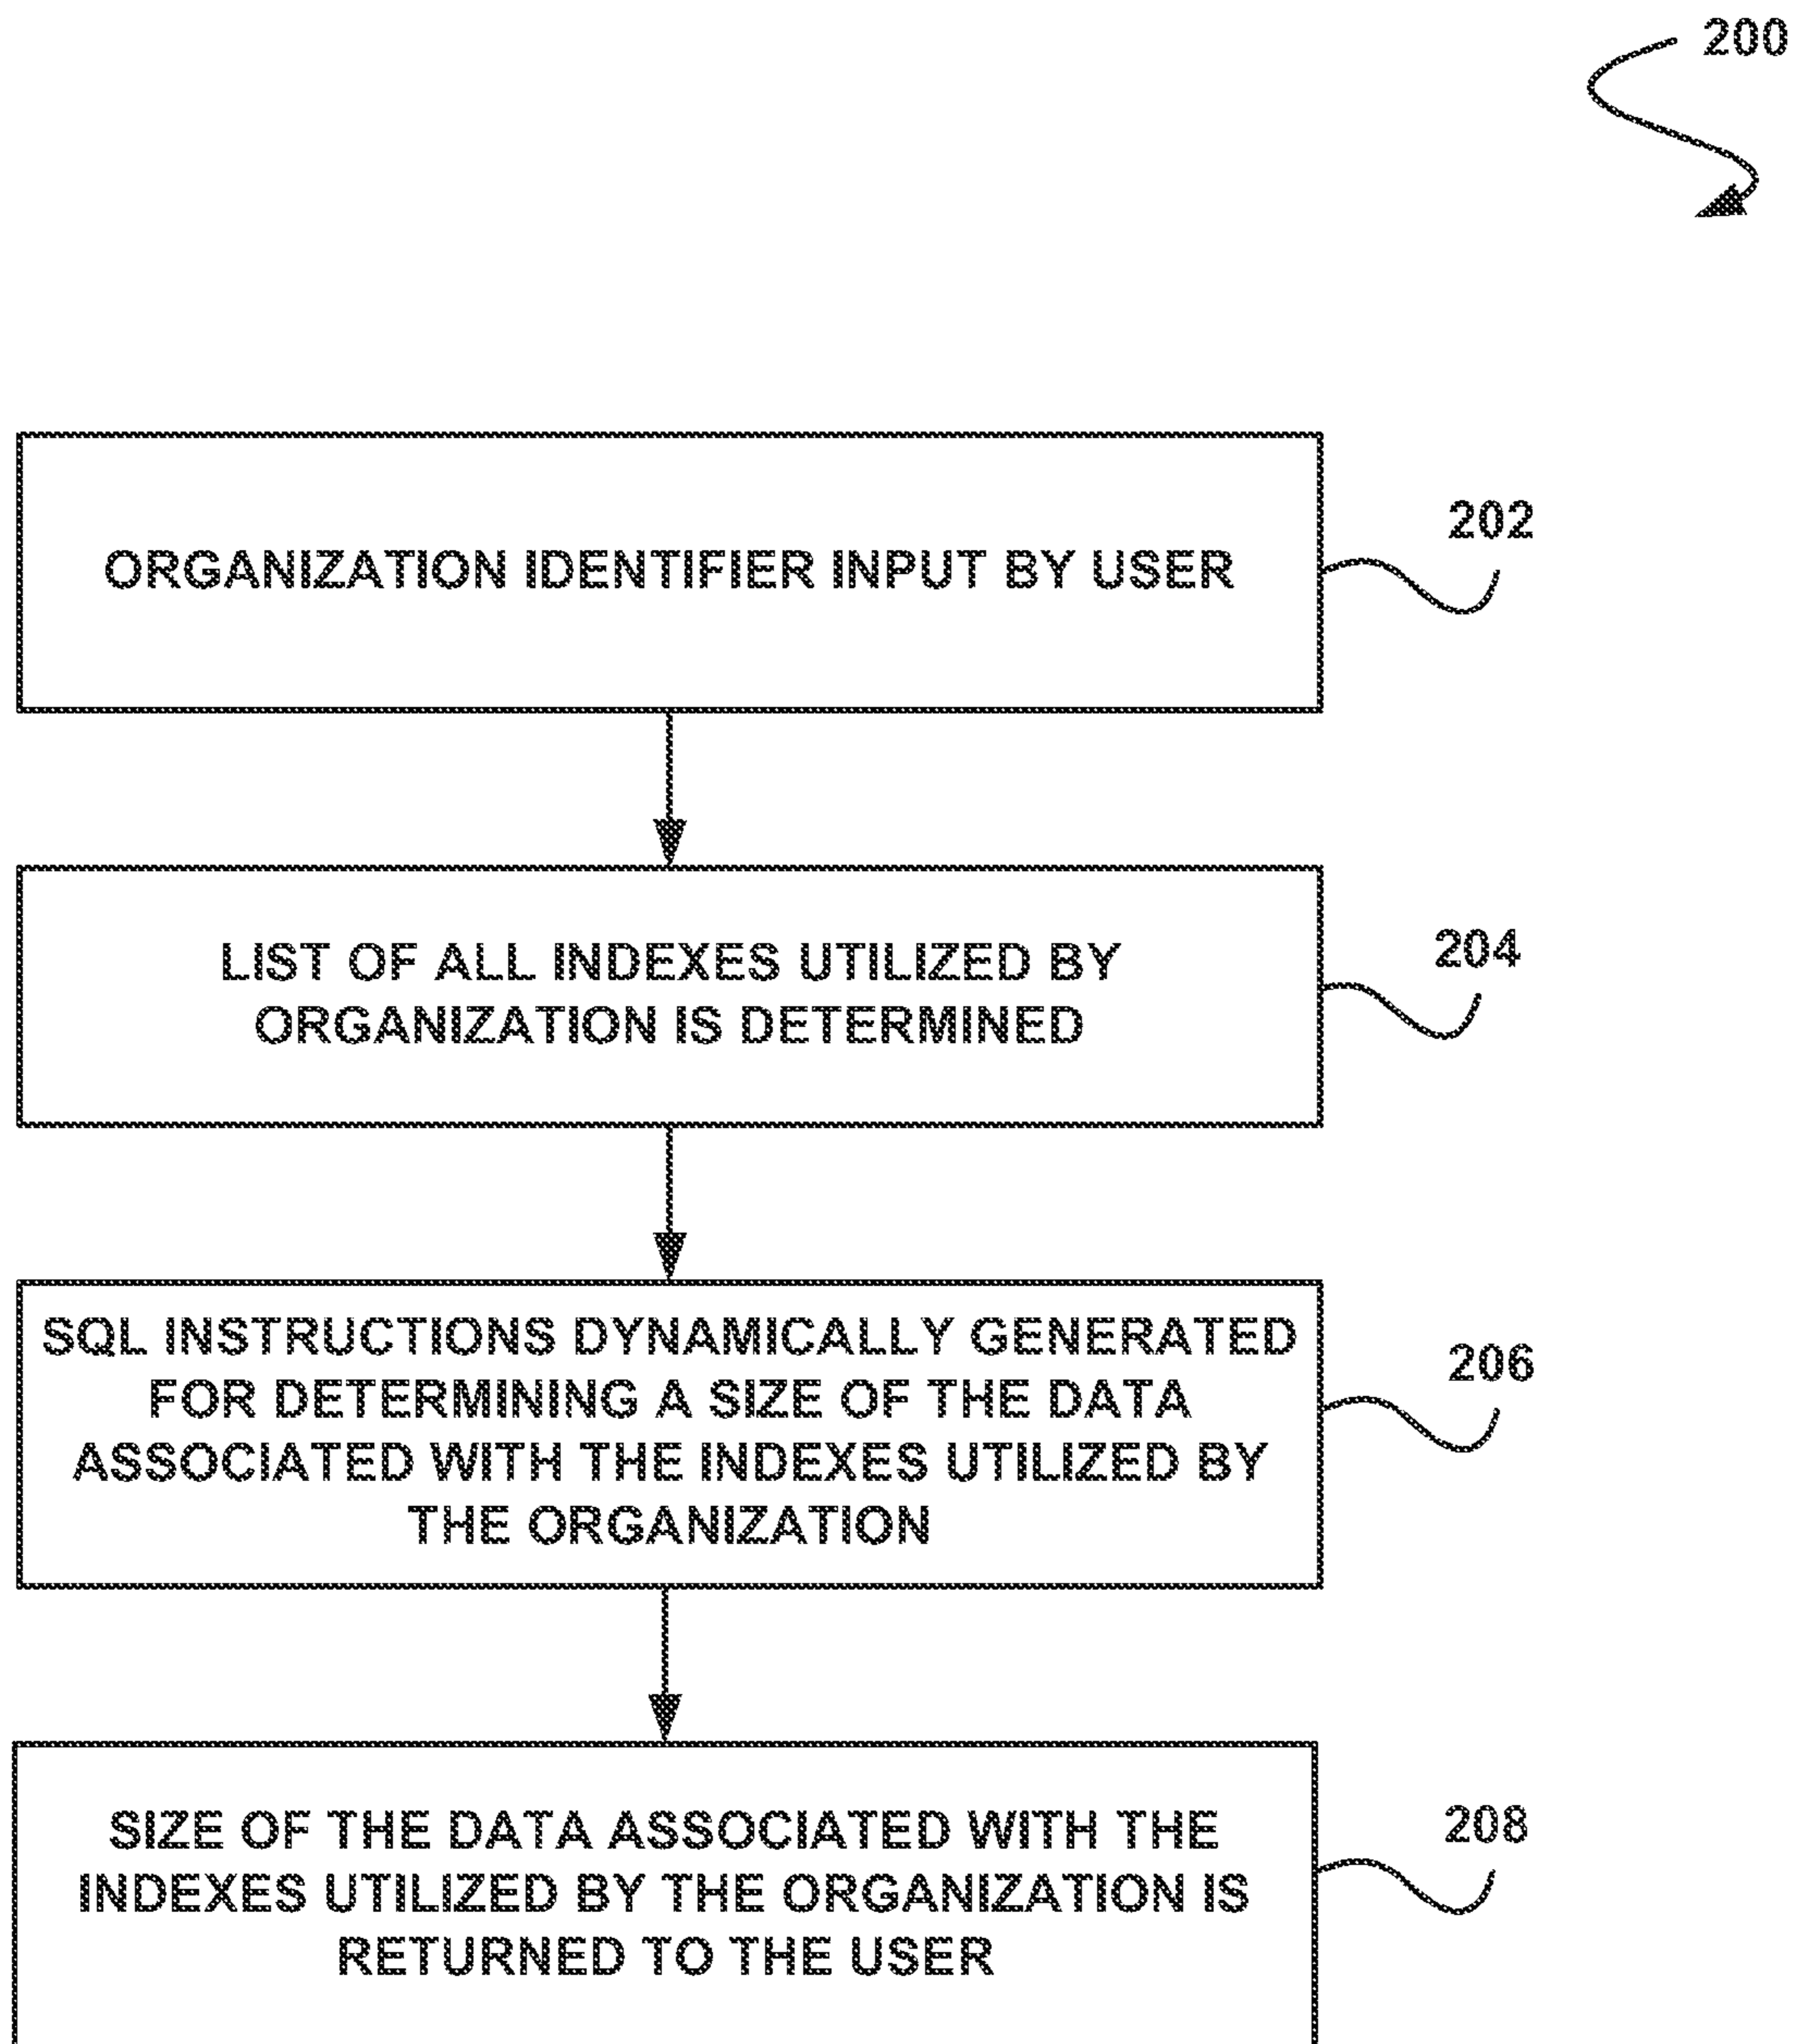 200
ORGANIZATION IDENTIFIER INPUT BY USER
202
LIST OF ALL INDEXES UTILIZED BY
ORGANIZATION IS DETERMINED
204
SQL INSTRUCTIONS DYNAMICALLY GENERATED
FOR DETERMINING A SIZE OF THE DATA
ASSOCIATED WITH THE INDEXES UTILIZED BY
THE ORGANIZATION
206
SIZE OF THE DATA ASSOCIATED WITH THE
INDEXES UTILIZED BY THE ORGANIZATION IS
RETURNED TO THE USER
208